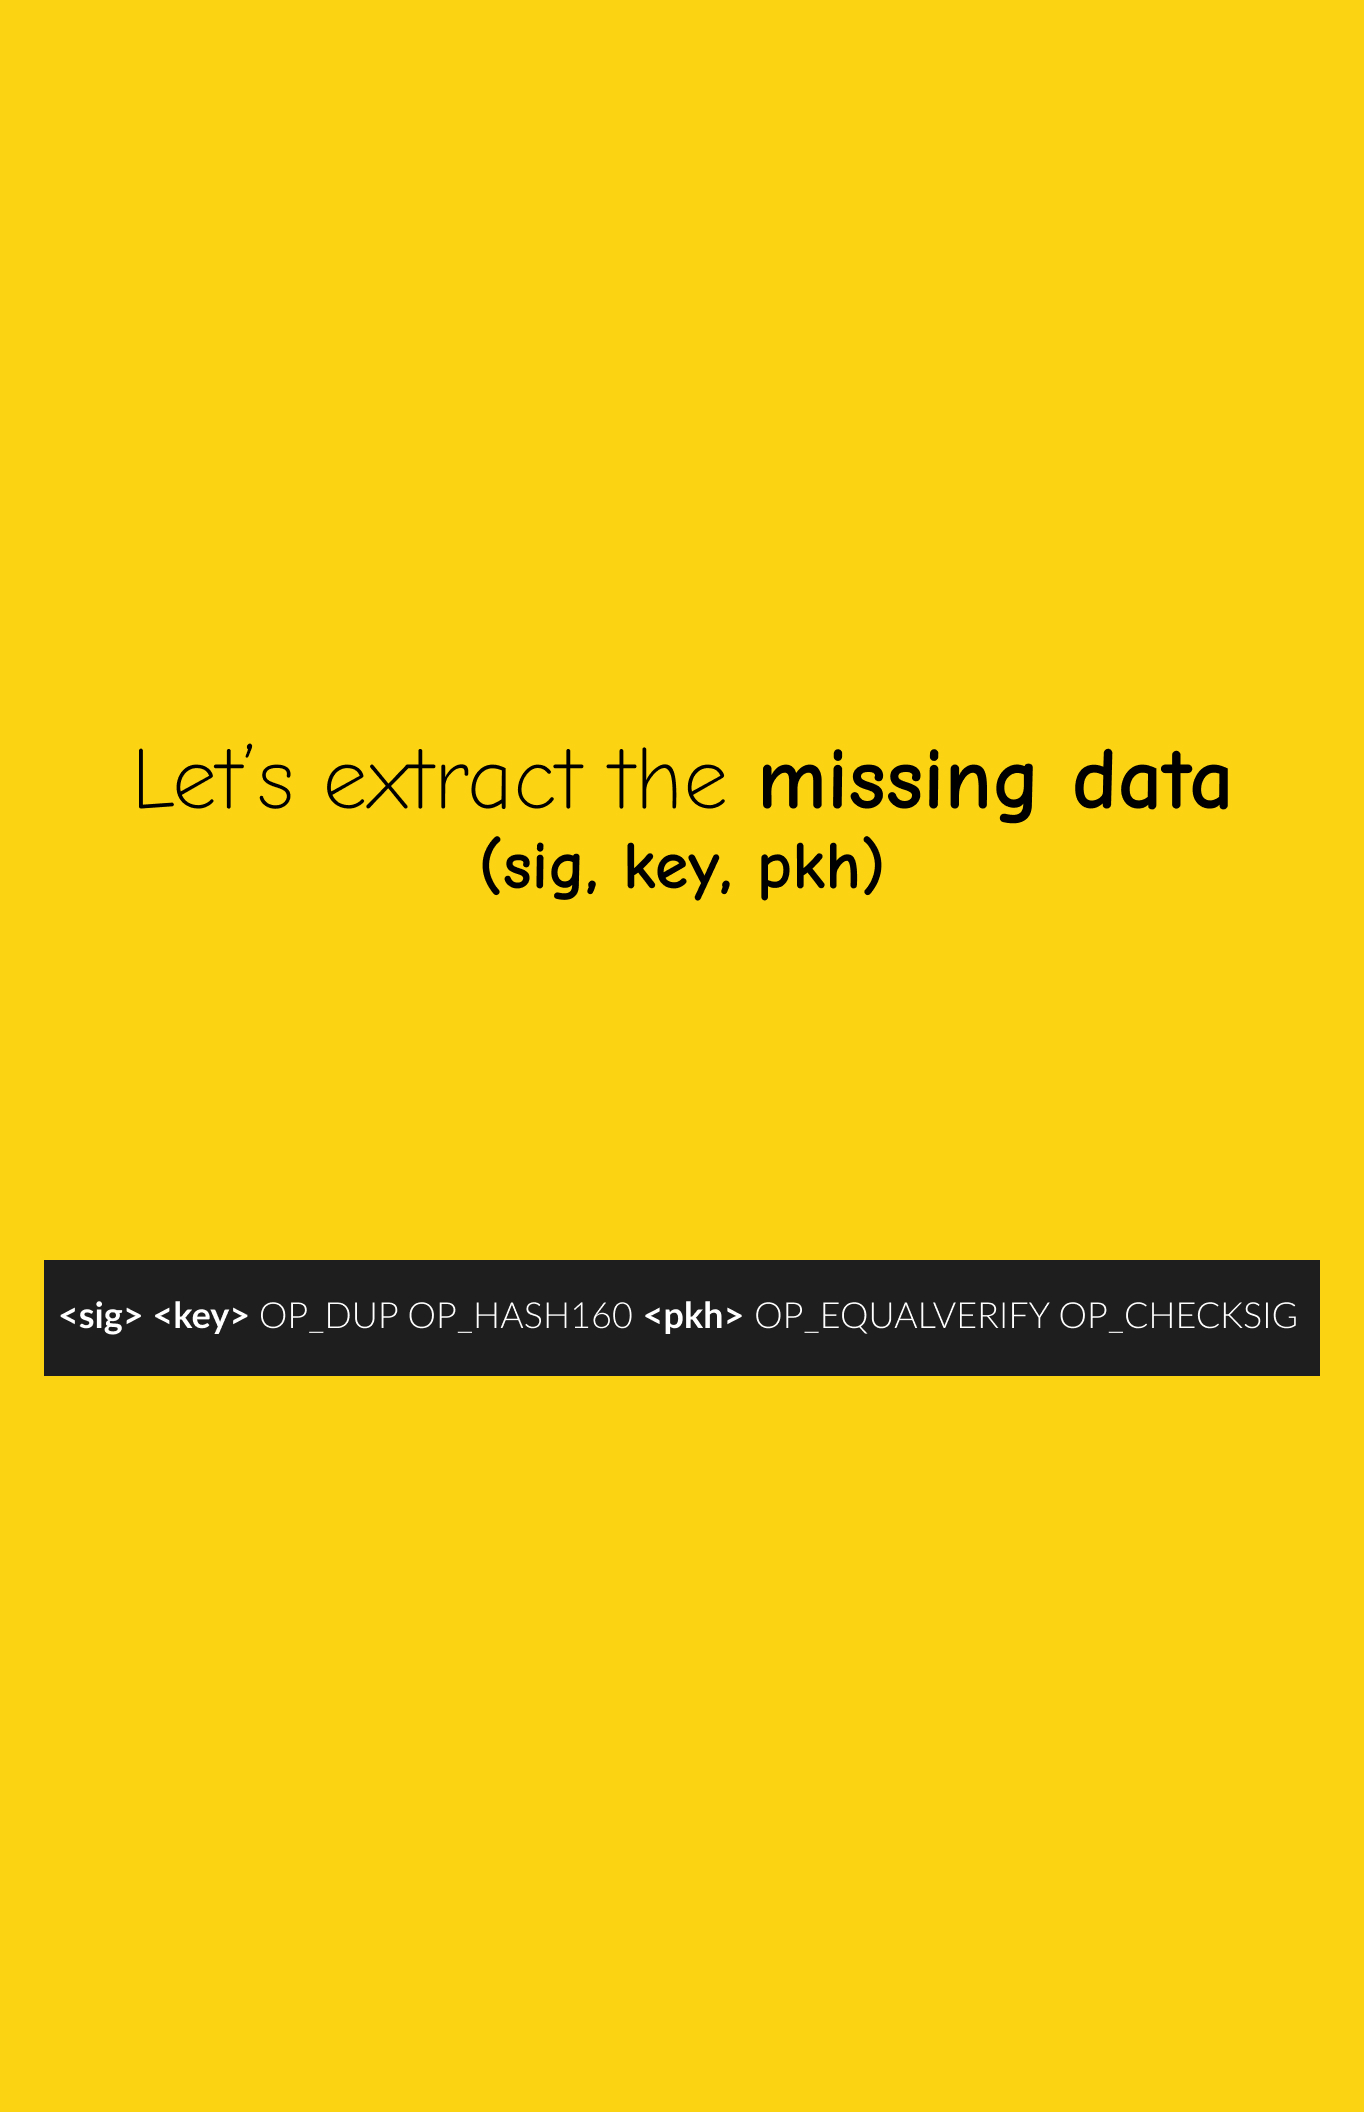 Let's extract the missing data
(sig, key, pkh)
<sig> <key> OP_DUP OP_HASH160 <pkh> OP_EQUALVERIFY OP_CHECKSIG